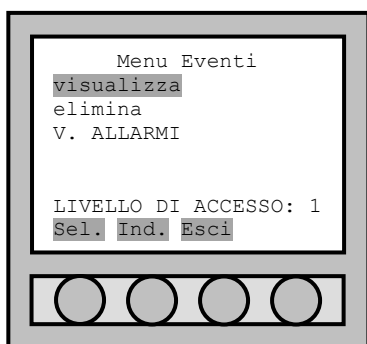 Menu Eventi
visualizza
elimina
V. ALLARMI
LIVELLO DI ACCESSO: 1
Sel. Ind. Esci